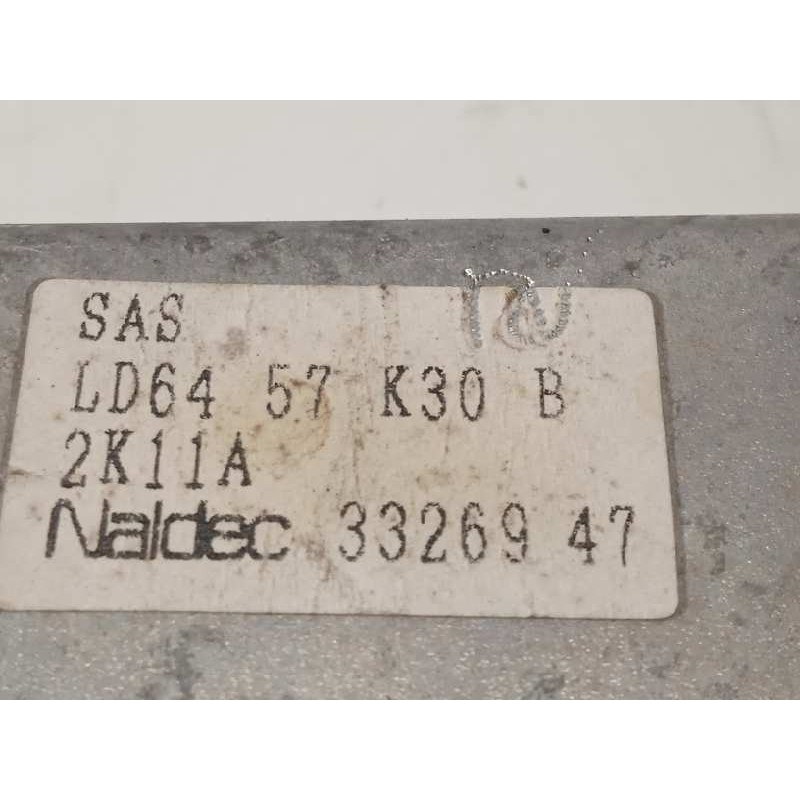 SAS
LD64 57 K30 B
2K11A
Naldec 33269 47